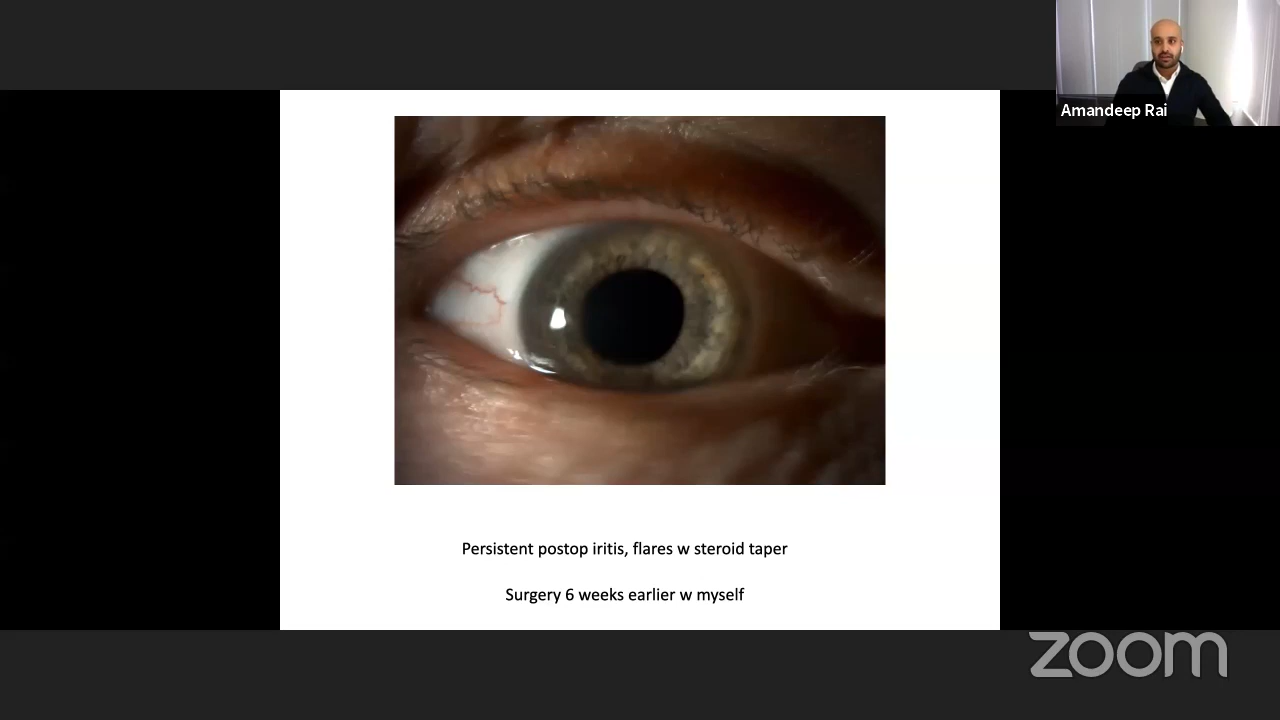 Amandeep Rai
Persistent postop iritis, flares w steroid taper
Surgery 6 weeks earlier w myself
zoom